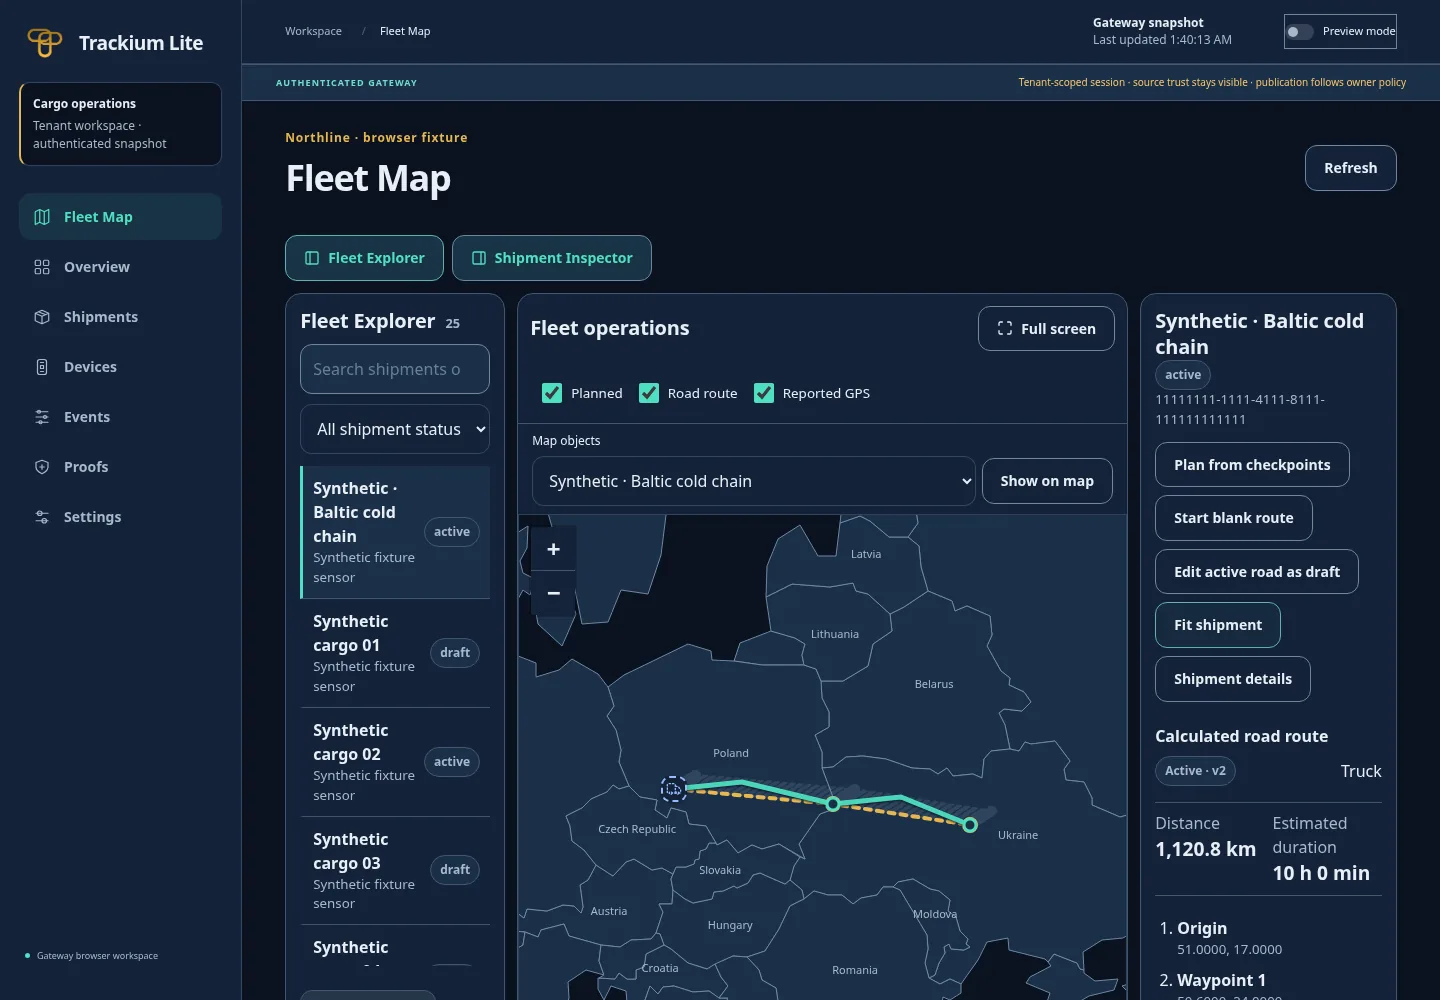 Trackium Lite
Cargo operations
Tenant workspace ·
authenticated snapshot
Fleet Map
Overview
Shipments
Devices
Events
Proofs
Settings
Gateway browser workspace
Workspace / Fleet Map
Gateway snapshot
Last updated 1:40:13 AM
Preview mode
AUTHENTICATED GATEWAY
Tenant-scoped session · source trust stays visible · publication follows owner policy
Northline · browser fixture
Fleet Map
Refresh
Fleet Explorer
Shipment Inspector
Fleet Explorer 25
Search shipments o
All shipment status
Synthetic ·
Baltic cold
chain
active
Synthetic fixture
sensor
Synthetic
cargo 01
draft
Synthetic fixture
sensor
Synthetic
cargo 02
active
Synthetic fixture
sensor
Synthetic
cargo 03
draft
Synthetic fixture
sensor
Synthetic
Fleet operations
Full screen
Planned
Road route
Reported GPS
Map objects
Synthetic · Baltic cold chain
Show on map
+
−
Latvia
Lithuania
Belarus
Poland
Czech Republic
Ukraine
Slovakia
Austria
Moldova
Hungary
Croatia
Romania
Synthetic · Baltic cold
chain
active
11111111-1111-4111-8111-
111111111111
Plan from checkpoints
Start blank route
Edit active road as draft
Fit shipment
Shipment details
Calculated road route
Active · v2
Truck
Distance
1,120.8 km
Estimated
duration
10 h 0 min
1. Origin
51.0000, 17.0000
2. Waypoint 1